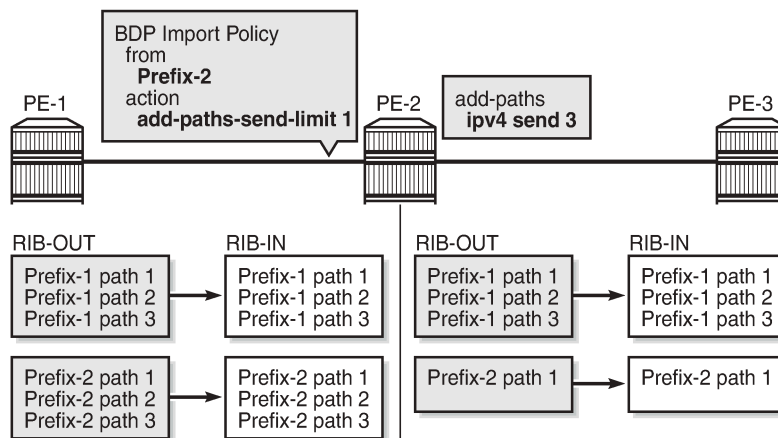 BDP Import Policy
from
Prefix-2
action
add-paths-send-limit 1
PE-1
PE-2
add-paths
ipv4 send 3
PE-3
RIB-OUT
RIB-IN
RIB-OUT
RIB-IN
Prefix-1 path 1
Prefix-1 path 2
Prefix-1 path 3
Prefix-1 path 1
Prefix-1 path 2
Prefix-1 path 3
Prefix-1 path 1
Prefix-1 path 2
Prefix-1 path 3
Prefix-1 path 1
Prefix-1 path 2
Prefix-1 path 3
Prefix-2 path 1
Prefix-2 path 2
Prefix-2 path 3
Prefix-2 path 1
Prefix-2 path 2
Prefix-2 path 3
Prefix-2 path 1
Prefix-2 path 1